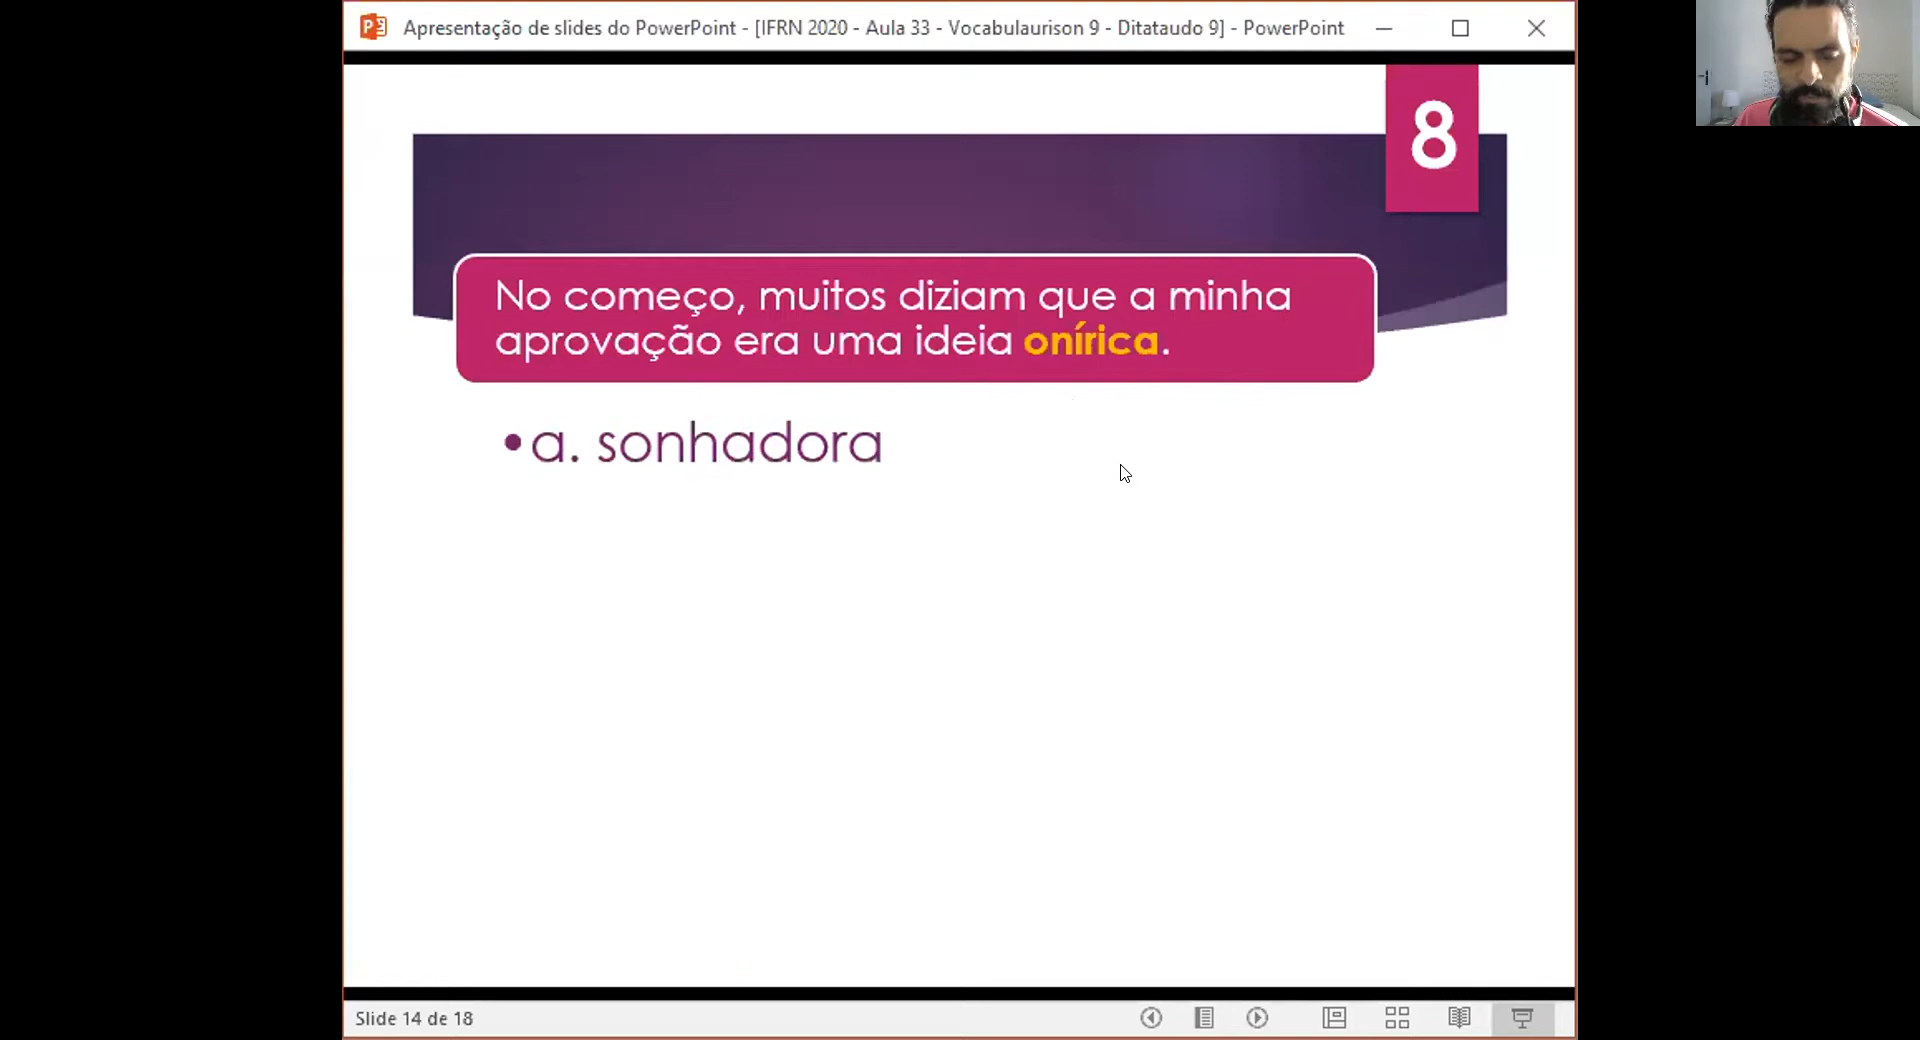 Apresentação de slides do PowerPoint - [IFRN 2020 - Aula 33 - Vocabulaurison 9 - Ditataudo 9] - PowerPoint
8
No começo, muitos diziam que a minha
aprovação era uma ideia onírica.
•a. sonhadora
Slide 14 de 18